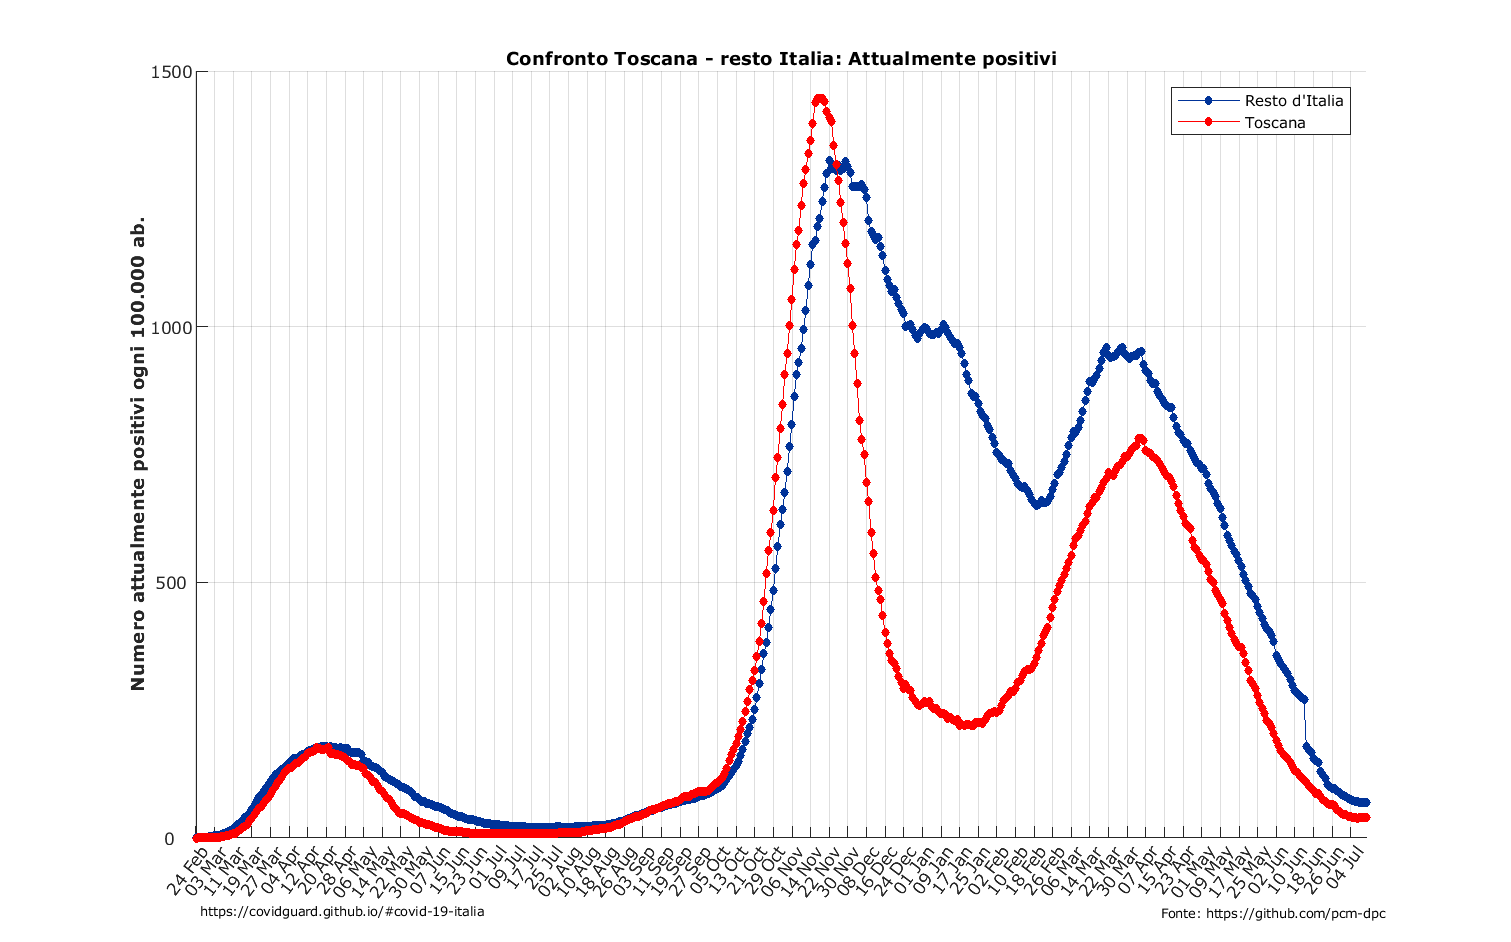 Confronto Toscana - resto Italia: Attualmente positivi
Resto d'Italia
Toscana
Numero attualmente positivi ogni 100.000 ab.
1500
1000
500
0
24 Feb
03 Mar
11 Mar
19 Mar
27 Mar
04 Apr
12 Apr
20 Apr
28 Apr
06 May
14 May
22 May
30 May
07 Jun
15 Jun
23 Jun
01 Jul
09 Jul
17 Jul
25 Jul
02 Aug
10 Aug
18 Aug
26 Aug
03 Sep
11 Sep
19 Sep
27 Sep
05 Oct
13 Oct
21 Oct
29 Oct
06 Nov
14 Nov
22 Nov
30 Nov
08 Dec
16 Dec
24 Dec
01 Jan
09 Jan
17 Jan
25 Jan
02 Feb
10 Feb
18 Feb
26 Feb
06 Mar
14 Mar
22 Mar
30 Mar
07 Apr
15 Apr
23 Apr
01 May
09 May
17 May
25 May
02 Jun
10 Jun
18 Jun
26 Jun
04 Jul
https://covidguard.github.io/#covid-19-italia
Fonte: https://github.com/pcm-dpc